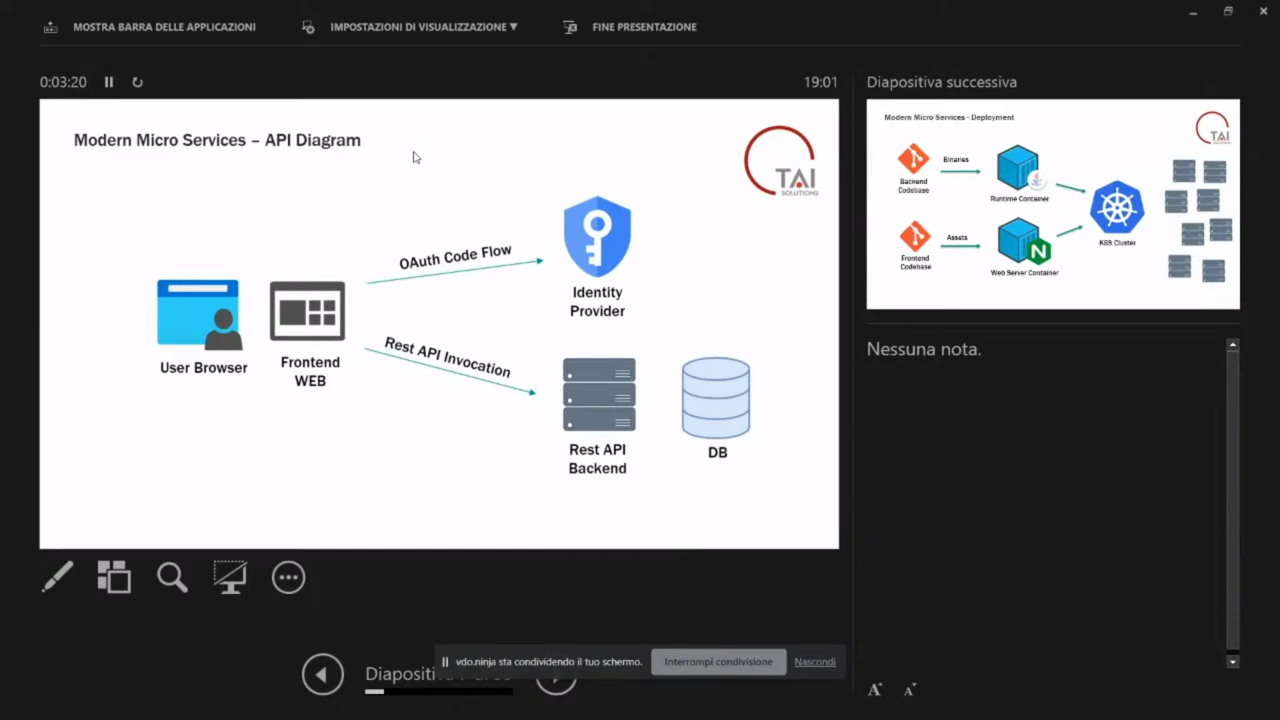 MOSTRA BARRA DELLE APPLICAZIONI
IMPOSTAZIONI DI VISUALIZZAZIONE ▼
FINE PRESENTAZIONE
0:03:20
19:01
Modern Micro Services – API Diagram
TAI
SOLUTIONS
OAuth Code Flow
Identity
Provider
User Browser
Frontend
WEB
Rest API Invocation
Rest API
Backend
DB
Diapositiva successiva
Modern Micro Services - Deployment
TAI
SOLUTIONS
Backend
Codebase
Binaries
Runtime Container
K8S Cluster
Frontend
Codebase
Assets
N
Web Server Container
Nessuna nota.
vdo.ninja sta condividendo il tuo schermo.
Interrompi condivisione
Nascondi
A A